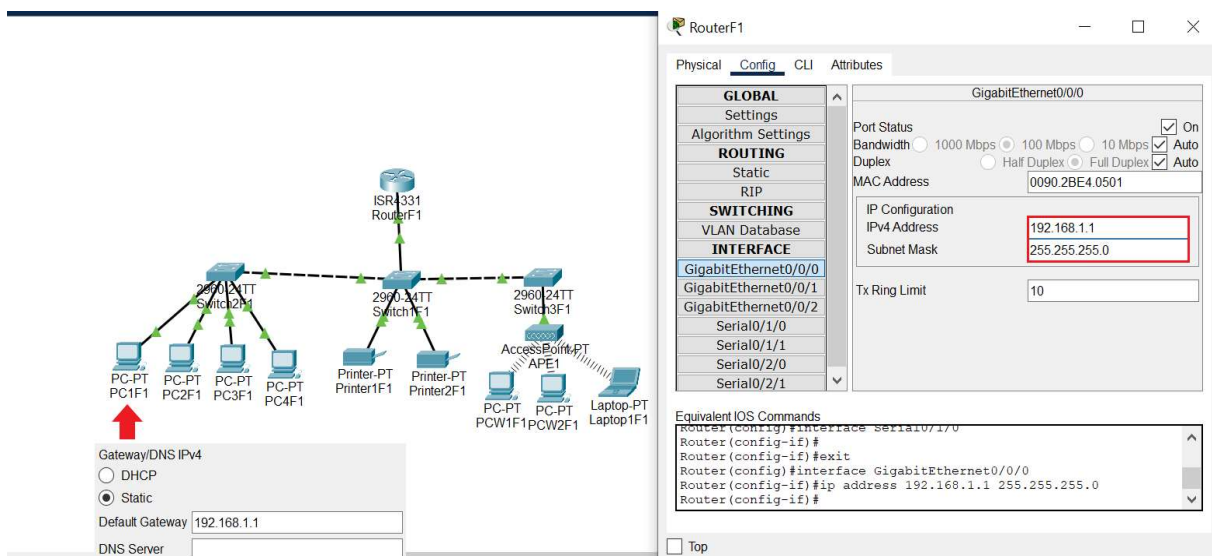 ISR4331
RouterF1
2960-24TT
Switch2F1
2960-24TT
Switch1F1
2960-24TT
Switch3F1
AccessPoint-PT
APE1
PC-PT
PC1F1
PC-PT
PC2F1
PC-PT
PC3F1
PC-PT
PC4F1
Printer-PT
Printer1F1
Printer-PT
Printer2F1
PC-PT
PCW1F1
PC-PT
PCW2F1
Laptop-PT
Laptop1F1
Gateway/DNS IPv4
DHCP
Static
Default Gateway 192.168.1.1
DNS Server
RouterF1
Physical Config CLI Attributes
GLOBAL
Settings
Algorithm Settings
ROUTING
Static
RIP
SWITCHING
VLAN Database
INTERFACE
GigabitEthernet0/0/0
GigabitEthernet0/0/1
GigabitEthernet0/0/2
Serial0/1/0
Serial0/1/1
Serial0/2/0
Serial0/2/1
GigabitEthernet0/0/0
Port Status On
Bandwidth 1000 Mbps 100 Mbps 10 Mbps Auto
Duplex Half Duplex Full Duplex Auto
MAC Address 0090.2BE4.0501
IP Configuration
IPv4 Address 192.168.1.1
Subnet Mask 255.255.255.0
Tx Ring Limit 10
Equivalent IOS Commands
Router(config)#interface Serial0/1/0
Router(config-if)#
Router(config-if)#exit
Router(config)#interface GigabitEthernet0/0/0
Router(config-if)#ip address 192.168.1.1 255.255.255.0
Router(config-if)#
Top